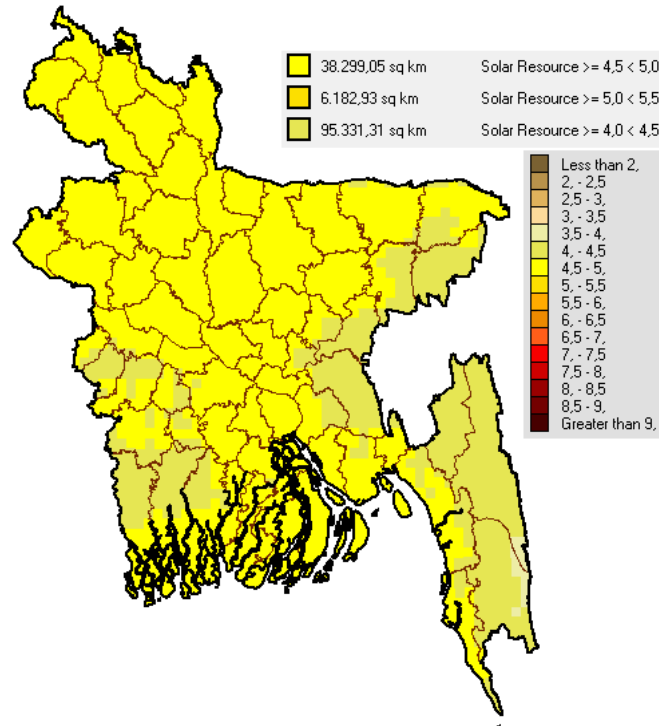 38.299,05 sq km Solar Resource >= 4,5 < 5,0
6.182,93 sq km Solar Resource >= 5,0 < 5,5
95.331,31 sq km Solar Resource >= 4,0 < 4,5
Less than 2,
2, - 2,5
2,5 - 3,
3, - 3,5
3,5 - 4,
4, - 4,5
4,5 - 5,
5, - 5,5
5,5 - 6,
6, - 6,5
6,5 - 7,
7, - 7,5
7,5 - 8,
8, - 8,5
8,5 - 9,
Greater than 9,